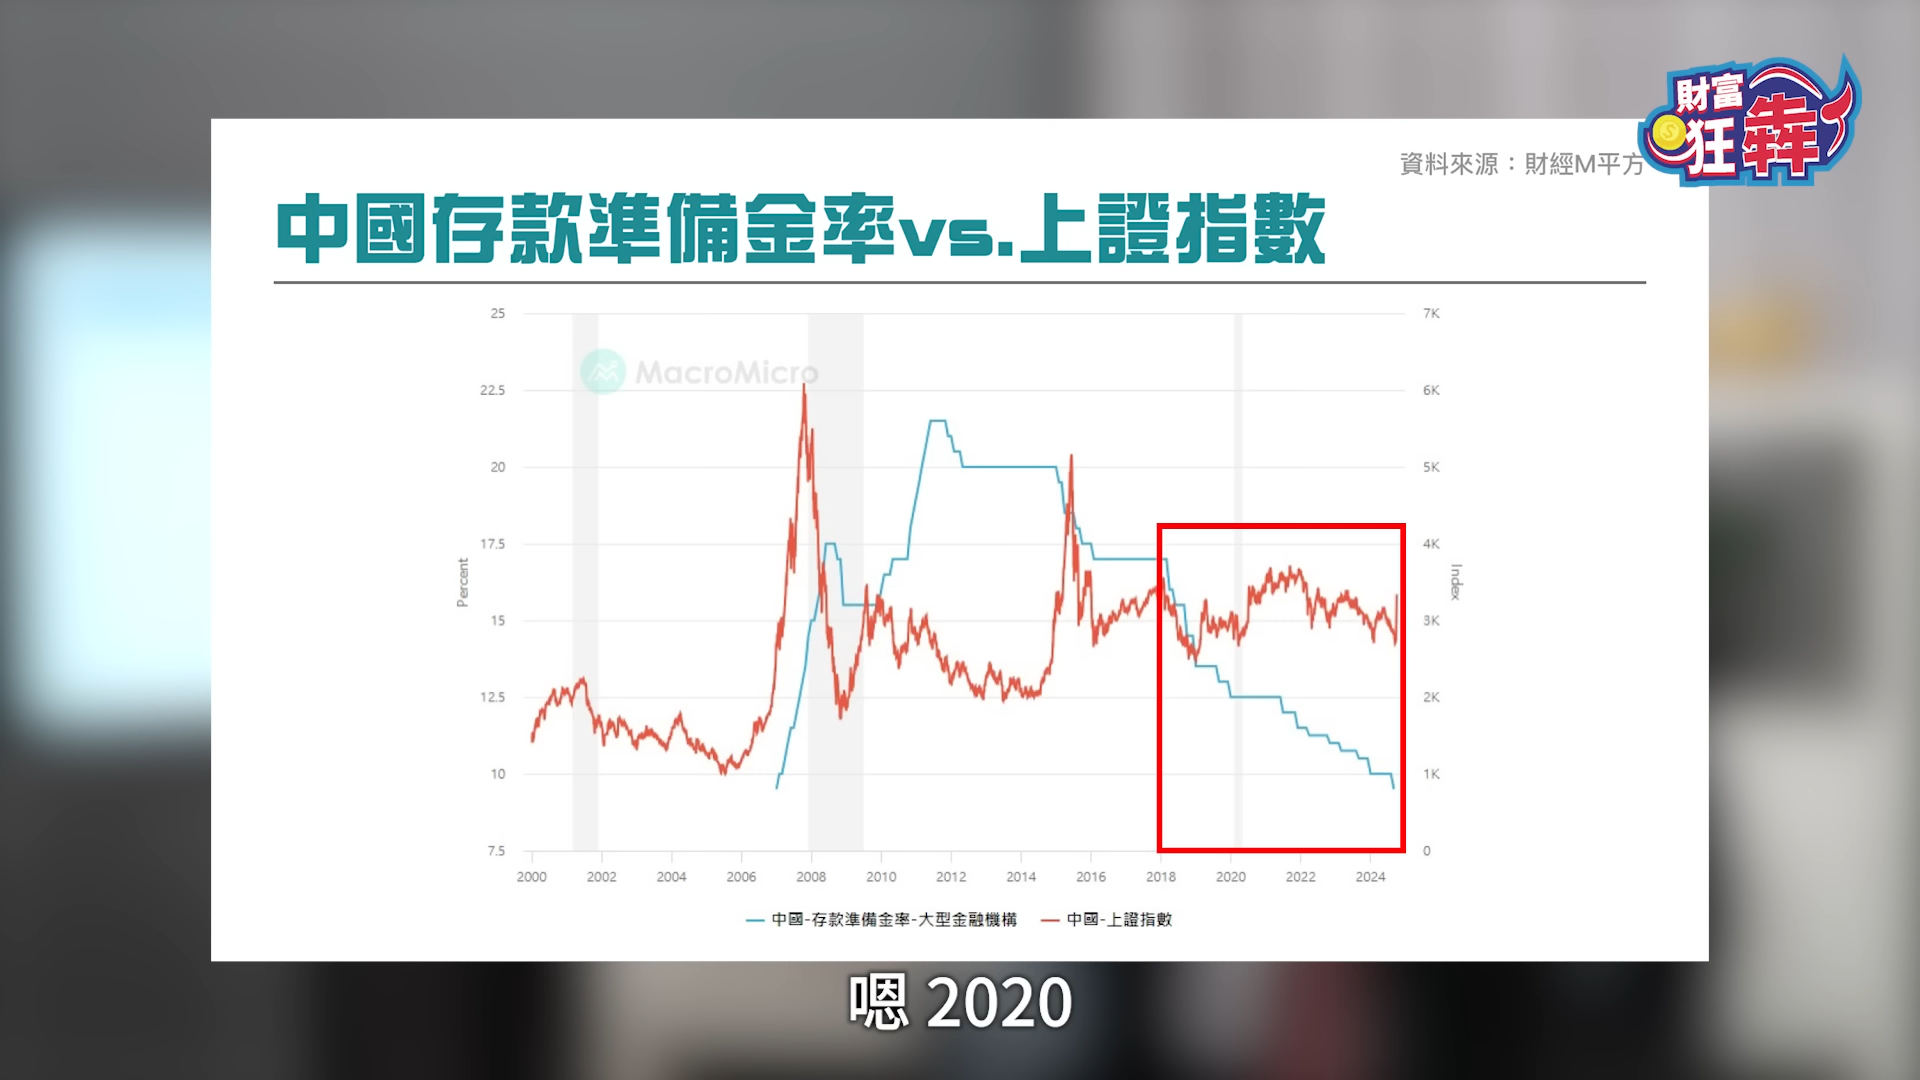 財富
狂犇
資料來源：財經M平方
中國存款準備金率vs.上證指數
MacroMicro
25
22.5
20
17.5
15
12.5
10
7.5
Percent
7K
6K
5K
4K
3K
2K
1K
0
Index
2000 2002 2004 2006 2008 2010 2012 2014 2016 2018 2020 2022 2024
中國-存款準備金率-大型金融機構 中國-上證指數
嗯 2020